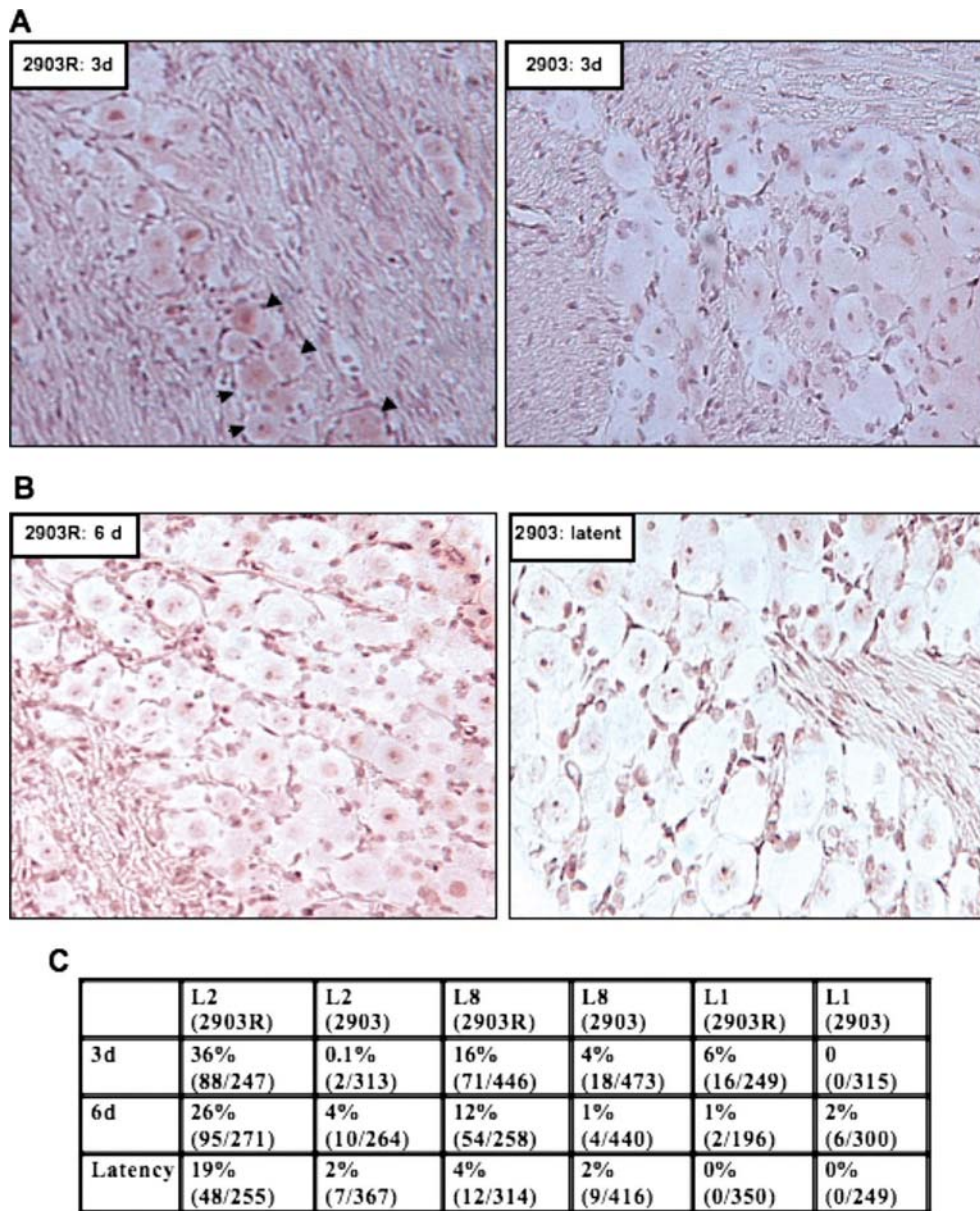 A
2903R: 3d
2903: 3d
B
2903R: 6 d
2903: latent
C
L2 (2903R) L2 (2903) L8 (2903R) L8 (2903) L1 (2903R) L1 (2903)
3d 36% (88/247) 0.1% (2/313) 16% (71/446) 4% (18/473) 6% (16/249) 0 (0/315)
6d 26% (95/271) 4% (10/264) 12% (54/258) 1% (4/440) 1% (2/196) 2% (6/300)
Latency 19% (48/255) 2% (7/367) 4% (12/314) 2% (9/416) 0% (0/350) 0% (0/249)